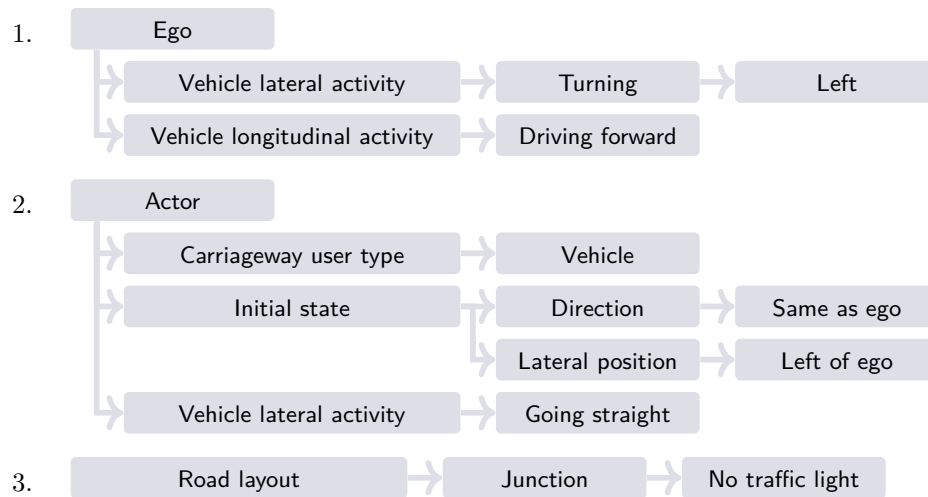 1. Ego
Vehicle lateral activity Turning Left
Vehicle longitudinal activity Driving forward
2. Actor
Carriageway user type Vehicle
Initial state Direction Same as ego
Lateral position Left of ego
Vehicle lateral activity Going straight
3. Road layout Junction No traffic light